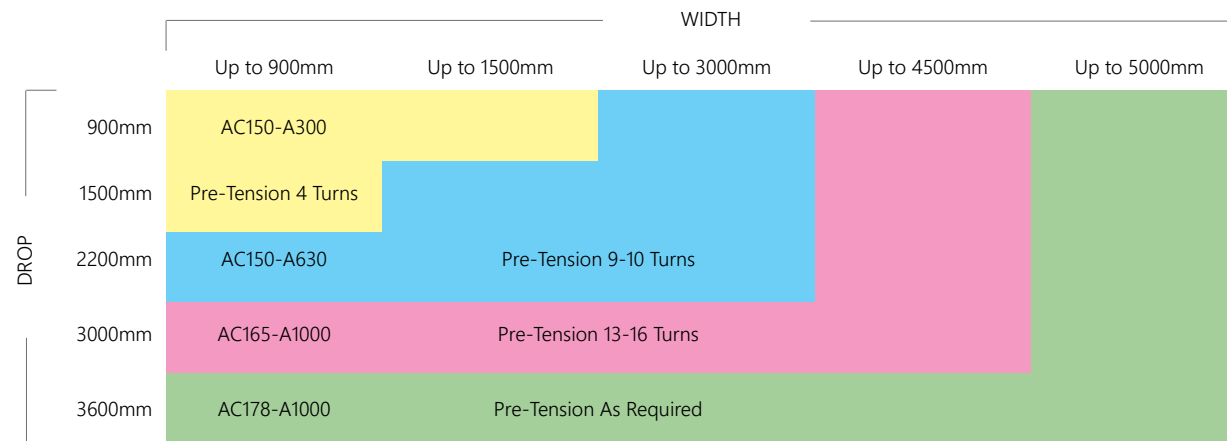 WIDTH
Up to 900mm Up to 1500mm Up to 3000mm Up to 4500mm Up to 5000mm
DROP
900mm AC150-A300
1500mm Pre-Tension 4 Turns
2200mm AC150-A630 Pre-Tension 9-10 Turns
3000mm AC165-A1000 Pre-Tension 13-16 Turns
3600mm AC178-A1000 Pre-Tension As Required